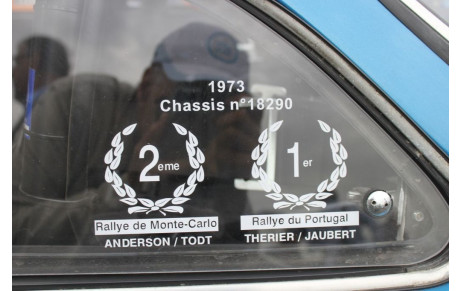 1973
Chassis n°18290
2eme
1er
Rallye de Monte-Carlo
Rallye du Portugal
ANDERSON / TODT
THERIER / JAUBERT